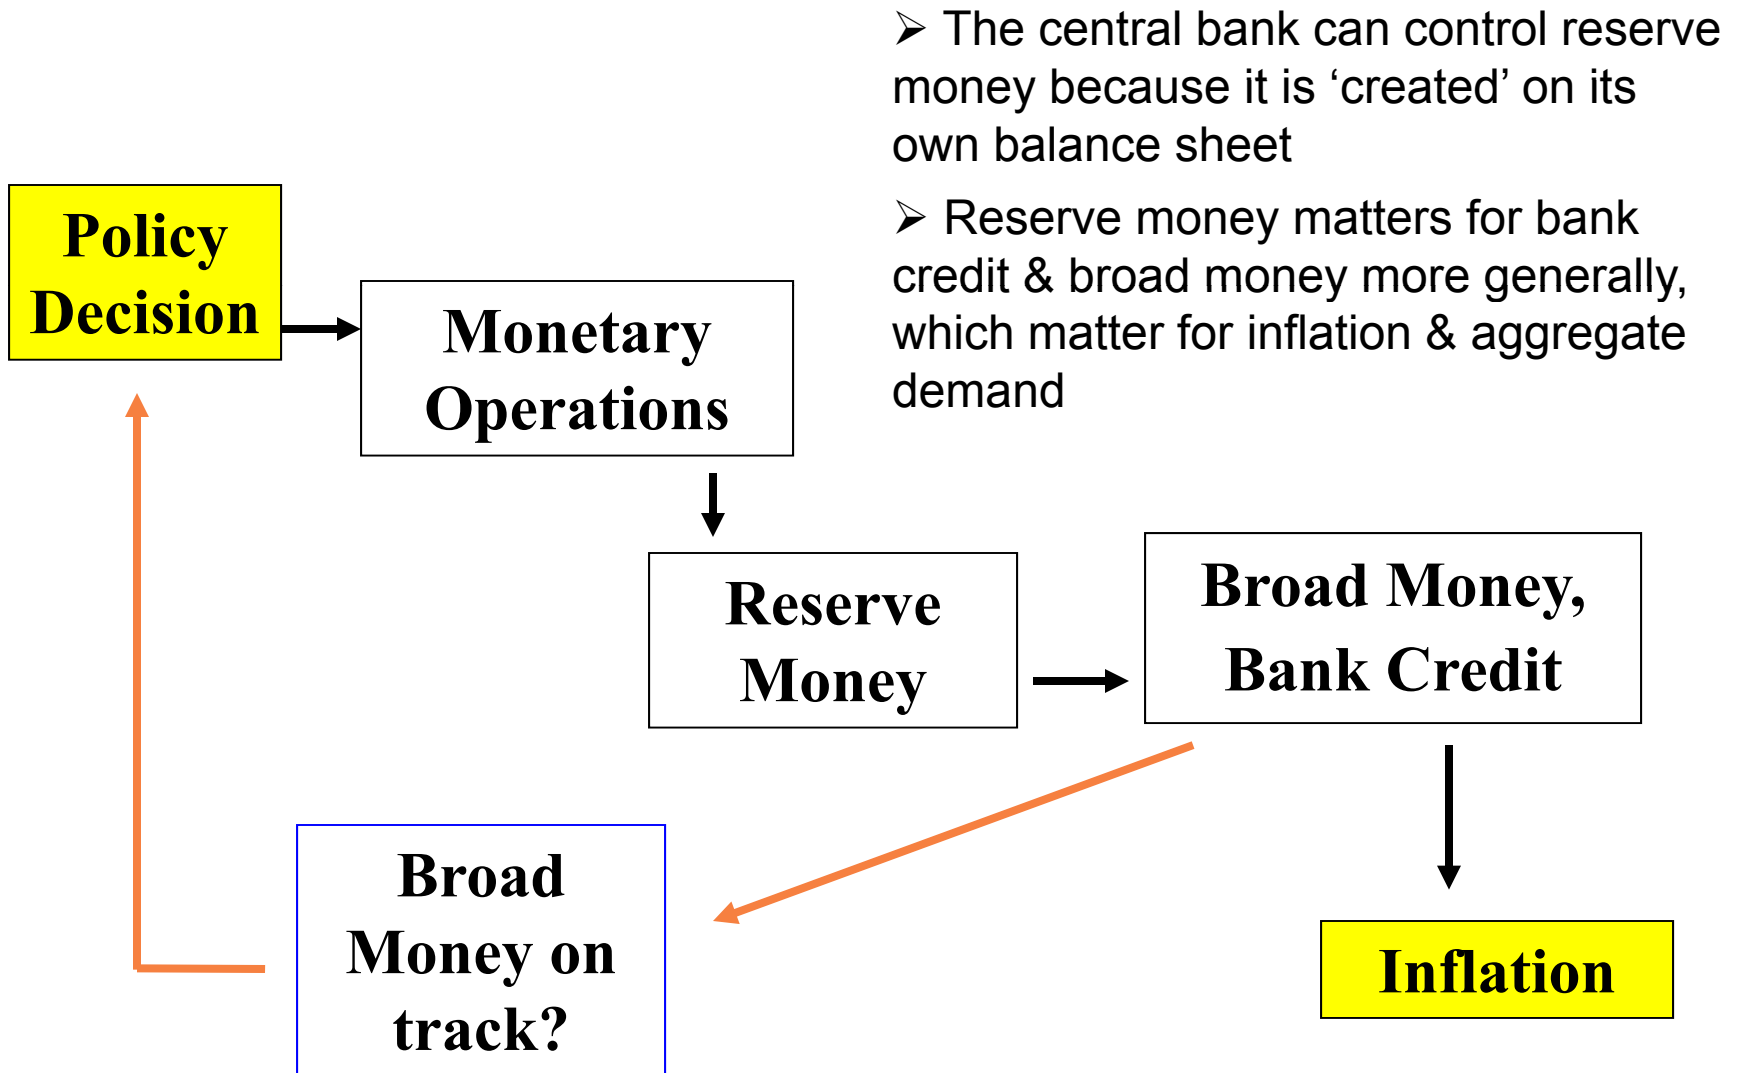 ➢ The central bank can control reserve
money because it is ‘created’ on its
own balance sheet
➢ Reserve money matters for bank
credit & broad money more generally,
which matter for inflation & aggregate
demand
Policy
Decision
Monetary
Operations
Reserve
Money
Broad Money,
Bank Credit
Broad
Money on
track?
Inflation